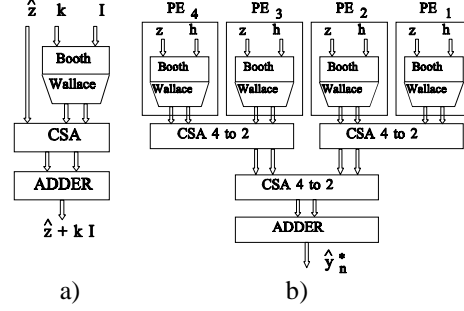 ẑ k I
Booth
Wallace
CSA
ADDER
ẑ + k I
a)
PE 4 PE 3 PE 2 PE 1
z h z h z h z h
Booth Booth Booth Booth
Wallace Wallace Wallace Wallace
CSA 4 to 2 CSA 4 to 2
CSA 4 to 2
ADDER
ŷ*n
b)